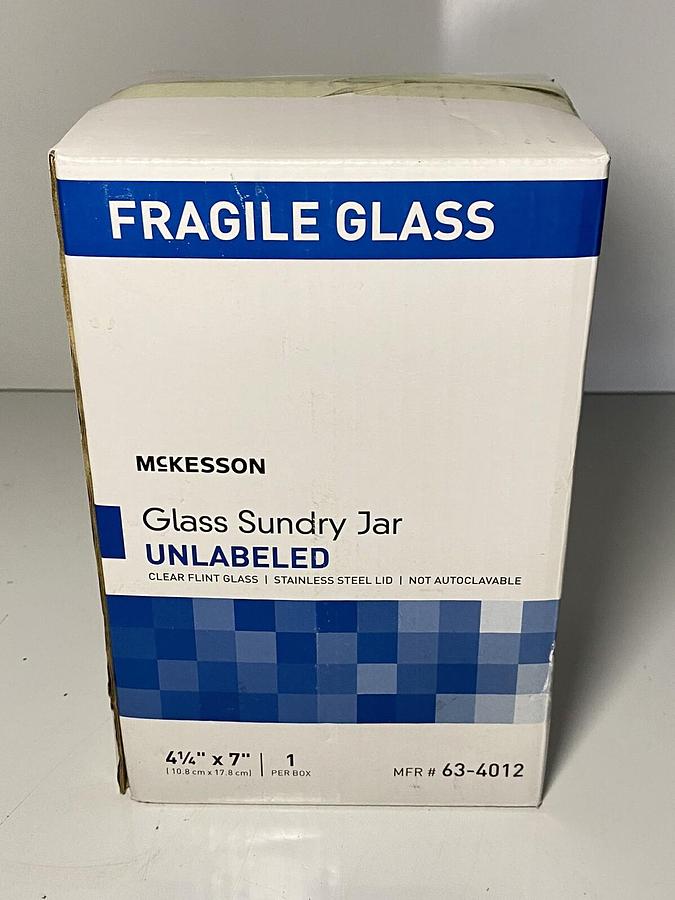 FRAGILE GLASS
McKESSON
Glass Sundry Jar
UNLABELED
CLEAR FLINT GLASS | STAINLESS STEEL LID | NOT AUTOCLAVABLE
4¼" x 7" | 1
(10.8 cm x 17.8 cm) PER BOX
MFR # 63-4012